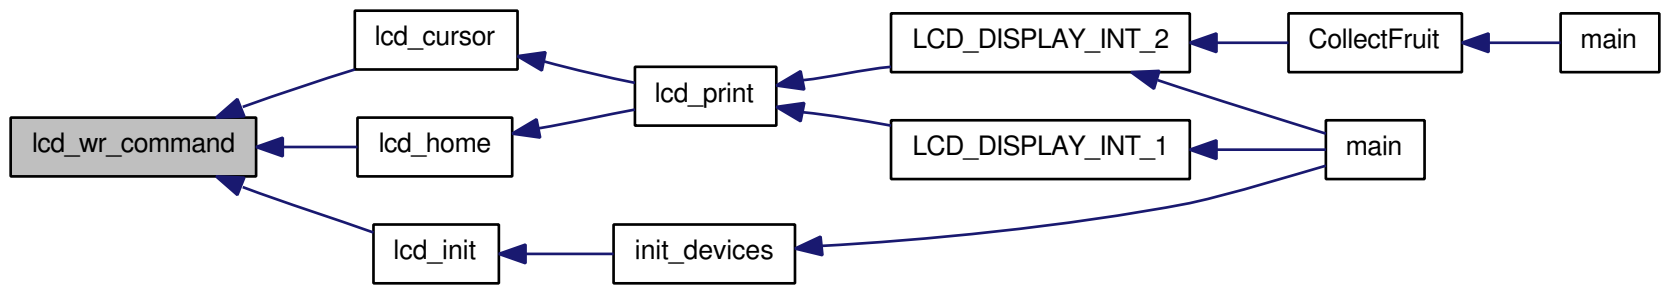 lcd_wr_command
lcd_cursor
lcd_home
lcd_init
lcd_print
init_devices
LCD_DISPLAY_INT_2
LCD_DISPLAY_INT_1
CollectFruit
main
main